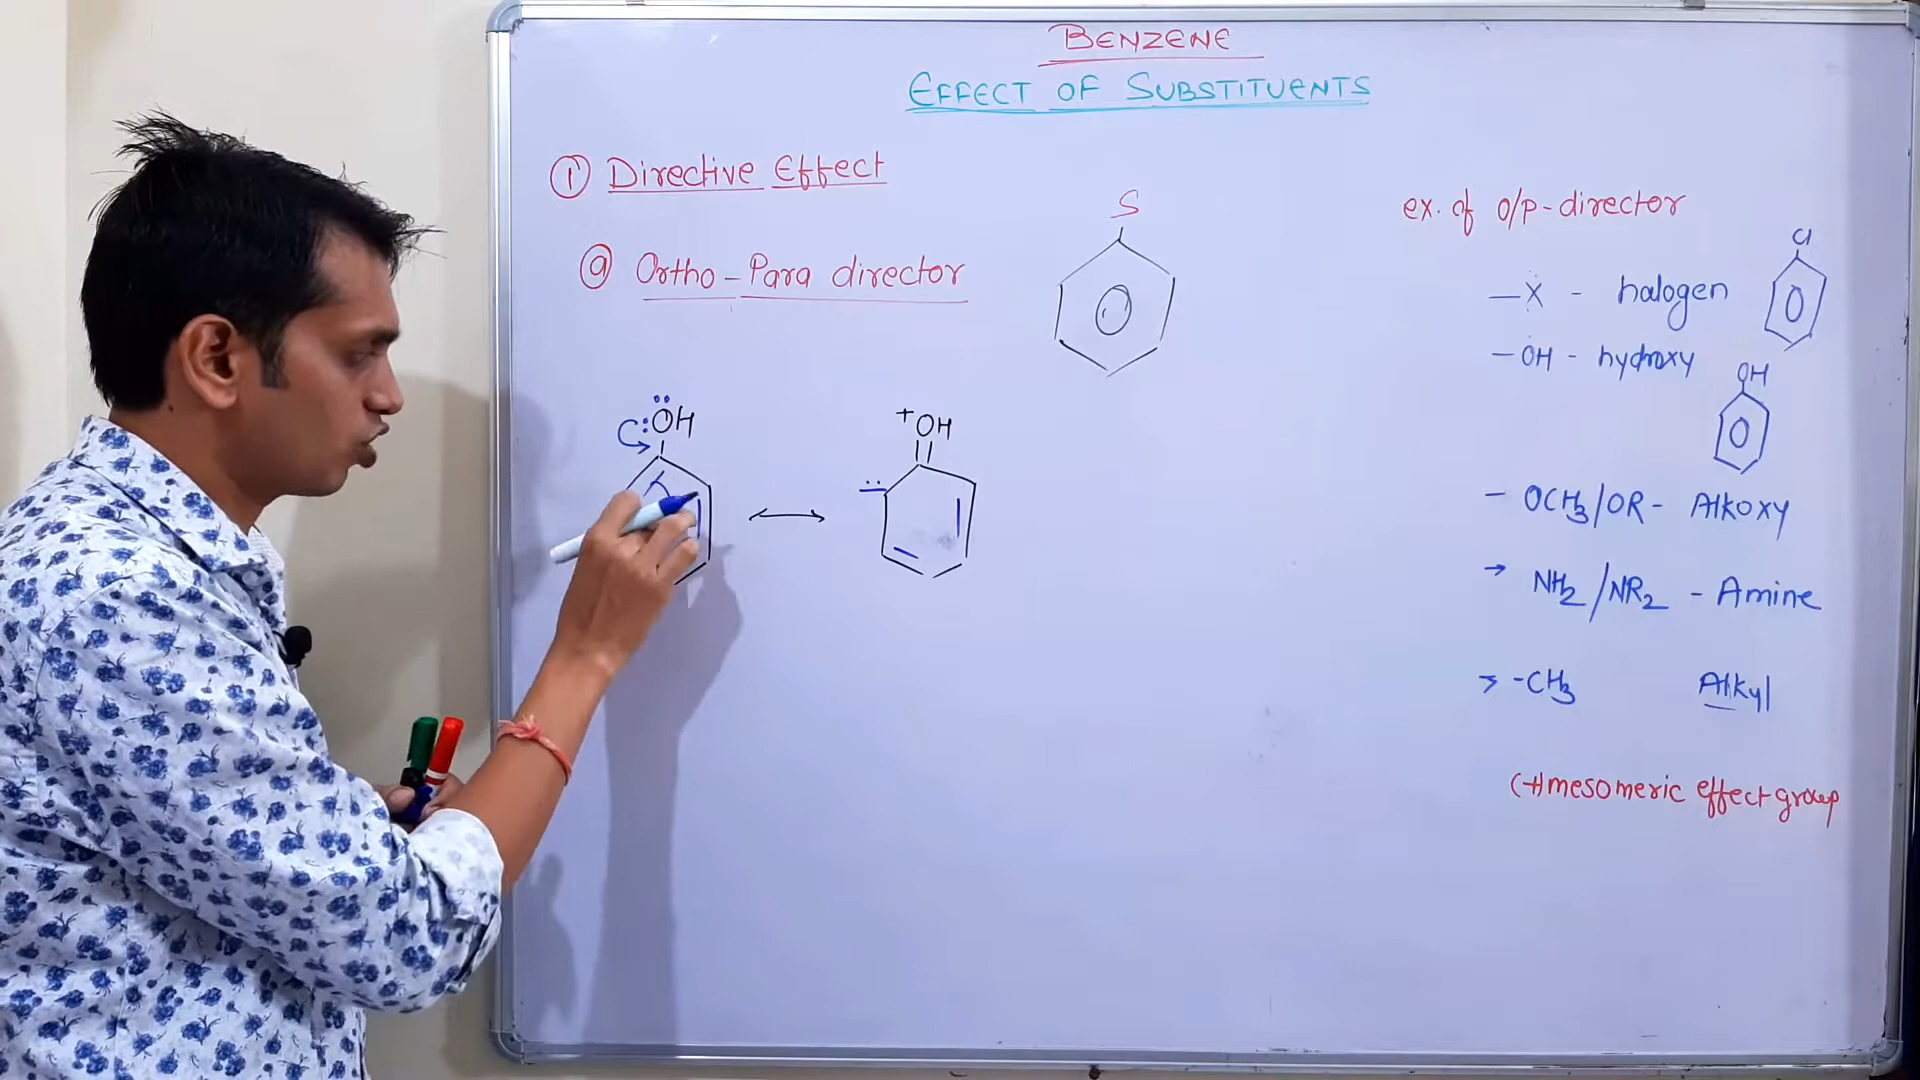 BENZENE
EFFECT OF SUBSTITUENTS
① Directive Effect
ⓐ Ortho-Para director
S
:ÖH
+OH
ex. of o/p-director
—X - halogen
Cl
—OH - hydroxy
OH
- OCH3/OR - Alkoxy
→ NH2/NR2 - Amine
> -CH3 Alkyl
(+)mesomeric effect group